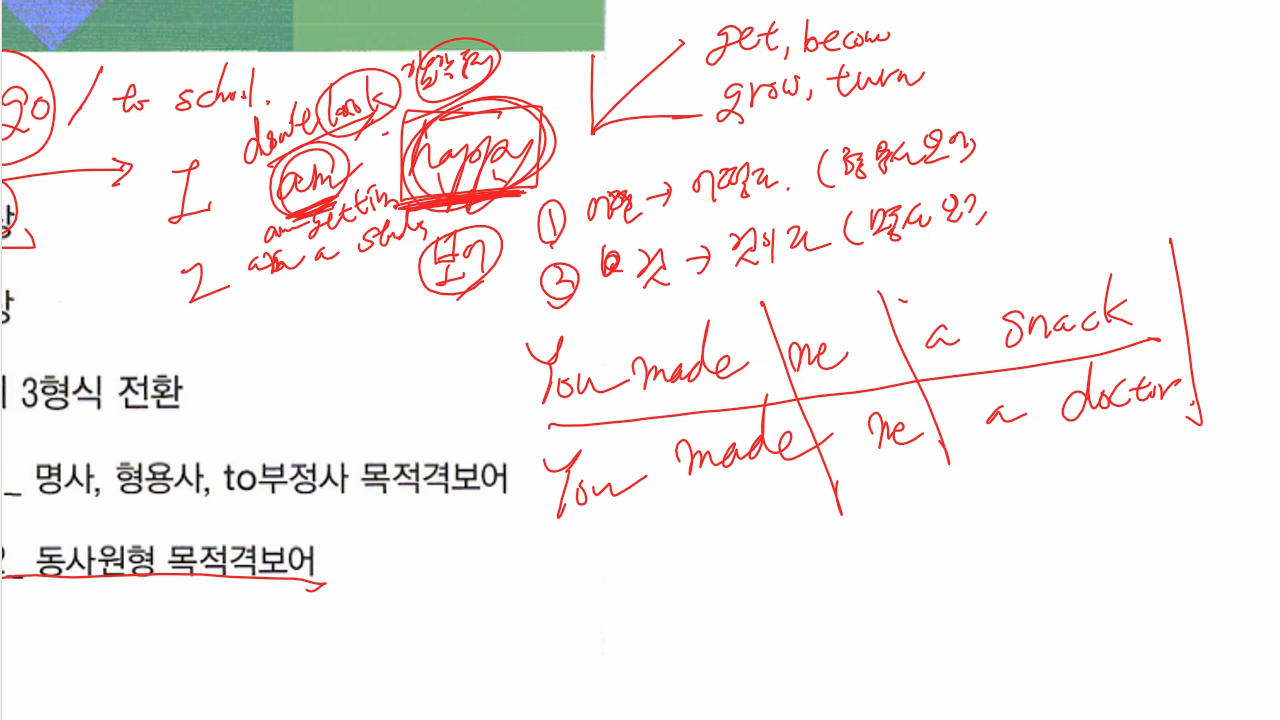 go / to school.
get, become
grow, turn
look
I am happy
am getting
I am a student
보어
① 어떤 → 어떻다. (형용사 보어)
② 것 → 것이다 (명사 보어)
You made me a snack
3형식 전환
You made me a doctor.
_ 명사, 형용사, to부정사 목적격보어
2_ 동사원형 목적격보어